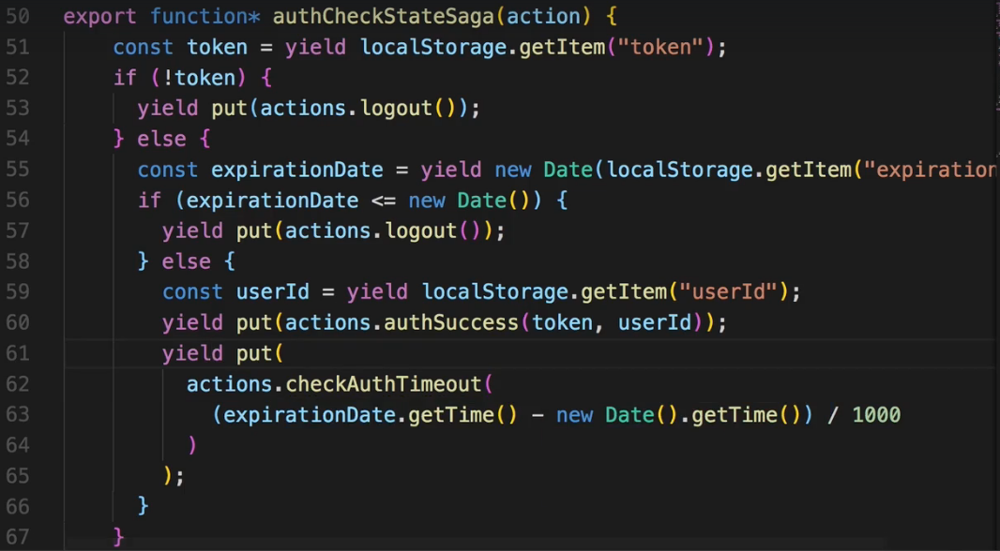 50 export function* authCheckStateSaga(action) {
51 const token = yield localStorage.getItem("token");
52 if (!token) {
53 yield put(actions.logout());
54 } else {
55 const expirationDate = yield new Date(localStorage.getItem("expiration
56 if (expirationDate <= new Date()) {
57 yield put(actions.logout());
58 } else {
59 const userId = yield localStorage.getItem("userId");
60 yield put(actions.authSuccess(token, userId));
61 yield put(
62 actions.checkAuthTimeout(
63 (expirationDate.getTime() - new Date().getTime()) / 1000
64 )
65 );
66 }
67 }